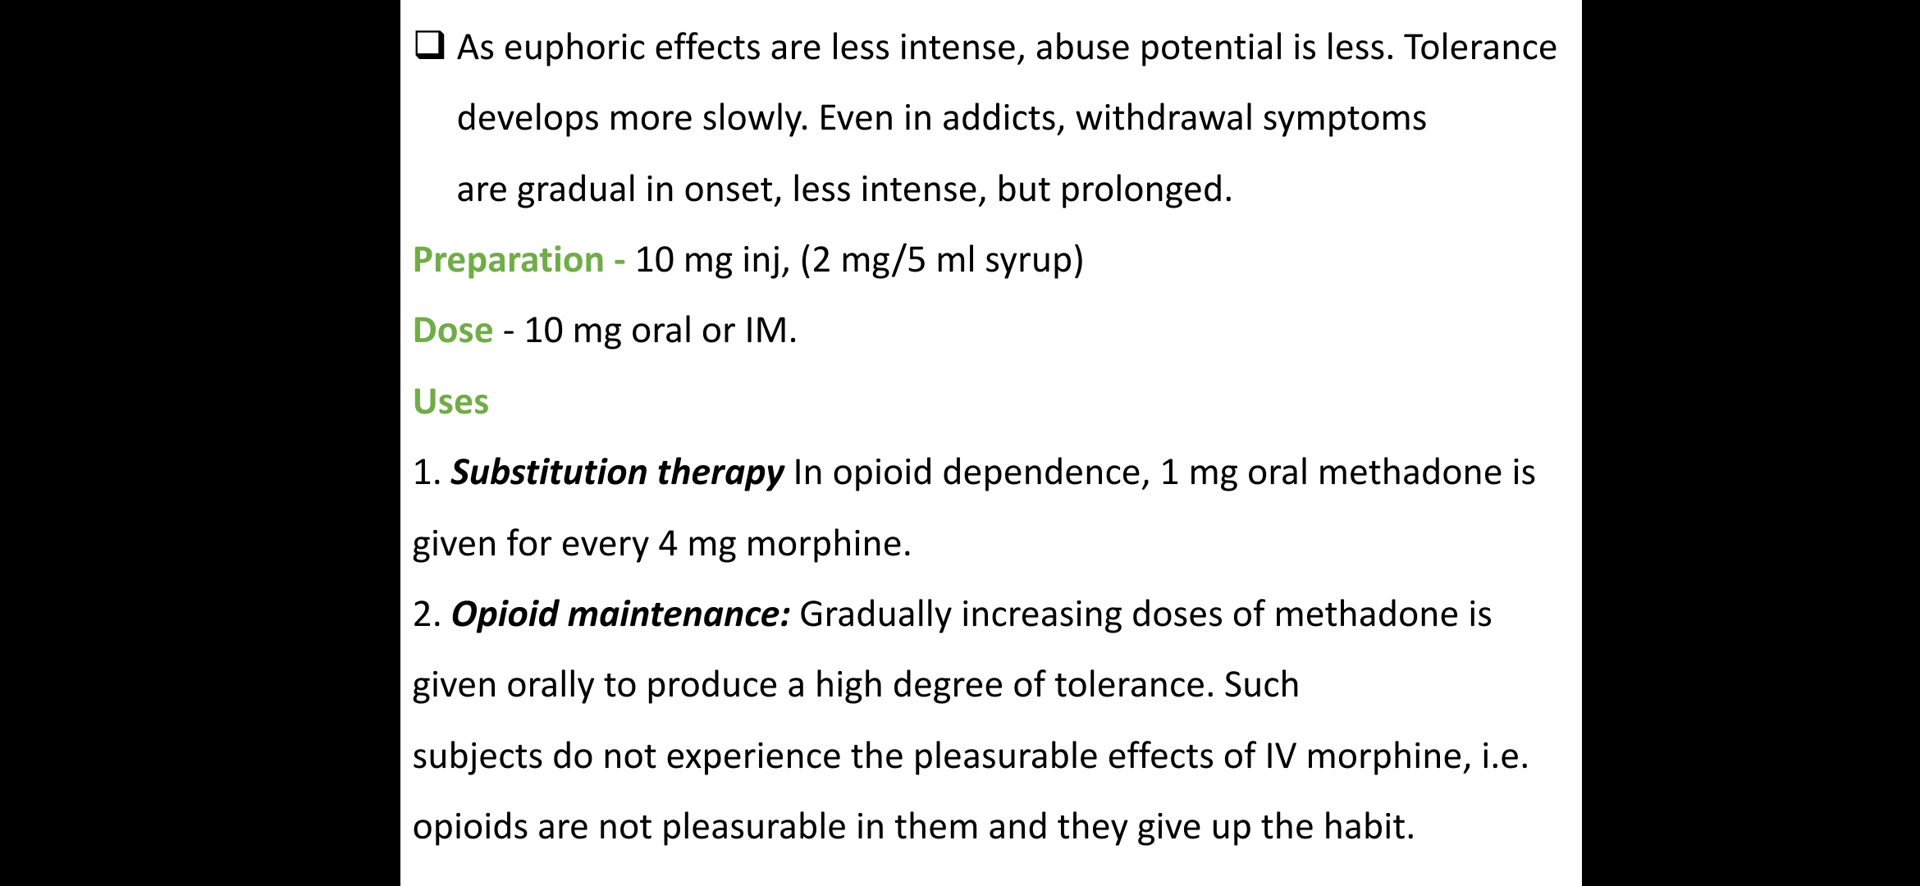 ❑ As euphoric effects are less intense, abuse potential is less. Tolerance
develops more slowly. Even in addicts, withdrawal symptoms
are gradual in onset, less intense, but prolonged.
Preparation - 10 mg inj, (2 mg/5 ml syrup)
Dose - 10 mg oral or IM.
Uses
1. Substitution therapy In opioid dependence, 1 mg oral methadone is
given for every 4 mg morphine.
2. Opioid maintenance: Gradually increasing doses of methadone is
given orally to produce a high degree of tolerance. Such
subjects do not experience the pleasurable effects of IV morphine, i.e.
opioids are not pleasurable in them and they give up the habit.